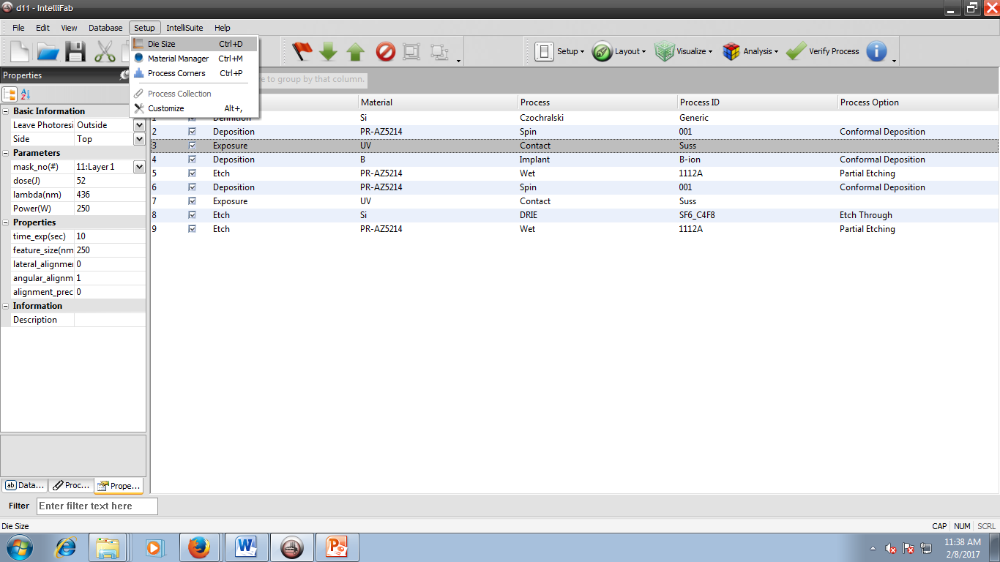 d11 - IntelliFab
File Edit View Database Setup IntelliSuite Help
Die Size Ctrl+D
Material Manager Ctrl+M
Process Corners Ctrl+P
Process Collection
Customize Alt+,
Setup Layout Visualize Analysis Verify Process
Properties
e to group by that column.
Material Process Process ID Process Option
1 Definition Si Czochralski Generic
2 Deposition PR-AZ5214 Spin 001 Conformal Deposition
3 Exposure UV Contact Suss
4 Deposition B Implant B-ion Conformal Deposition
5 Etch PR-AZ5214 Wet 1112A Partial Etching
6 Deposition PR-AZ5214 Spin 001 Conformal Deposition
7 Exposure UV Contact Suss
8 Etch Si DRIE SF6_C4F8 Etch Through
9 Etch PR-AZ5214 Wet 1112A Partial Etching
Basic Information
Leave Photoresi Outside
Side Top
Parameters
mask_no(#) 11:Layer1
dose(J) 52
lambda(nm) 436
Power(W) 250
Properties
time_exp(sec) 10
feature_size(nm 250
lateral_alignmei 0
angular_alignm 1
alignment_prec 0
Information
Description
ab Data... Proc... Prope...
Filter Enter filter text here
Die Size CAP NUM SCRL
11:38 AM
2/8/2017